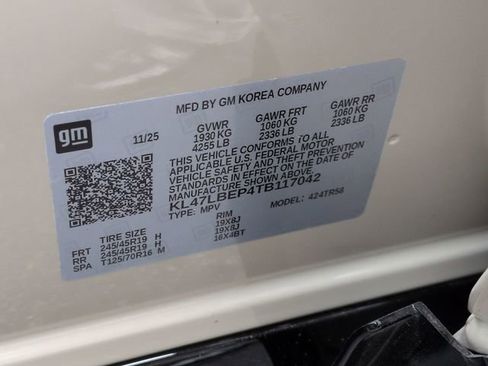 MFD BY GM KOREA COMPANY
gm
11/25
GVWR GAWR FRT GAWR RR
1930 KG 1060 KG 1060 KG
4255 LB 2336 LB 2336 LB
THIS VEHICLE CONFORMS TO ALL
APPLICABLE U.S. FEDERAL MOTOR
VEHICLE SAFETY AND THEFT PREVENTION
STANDARDS IN EFFECT ON THE DATE OF
MANUFACTURE SHOWN ABOVE.
KL47LBEP4TB117042
TYPE: MPV MODEL: 424TR58
TIRE SIZE RIM
FRT 245/45R19 H 19X8J
RR 245/45R19 H 19X8J
SPA T125/70R16 M 16X4BT